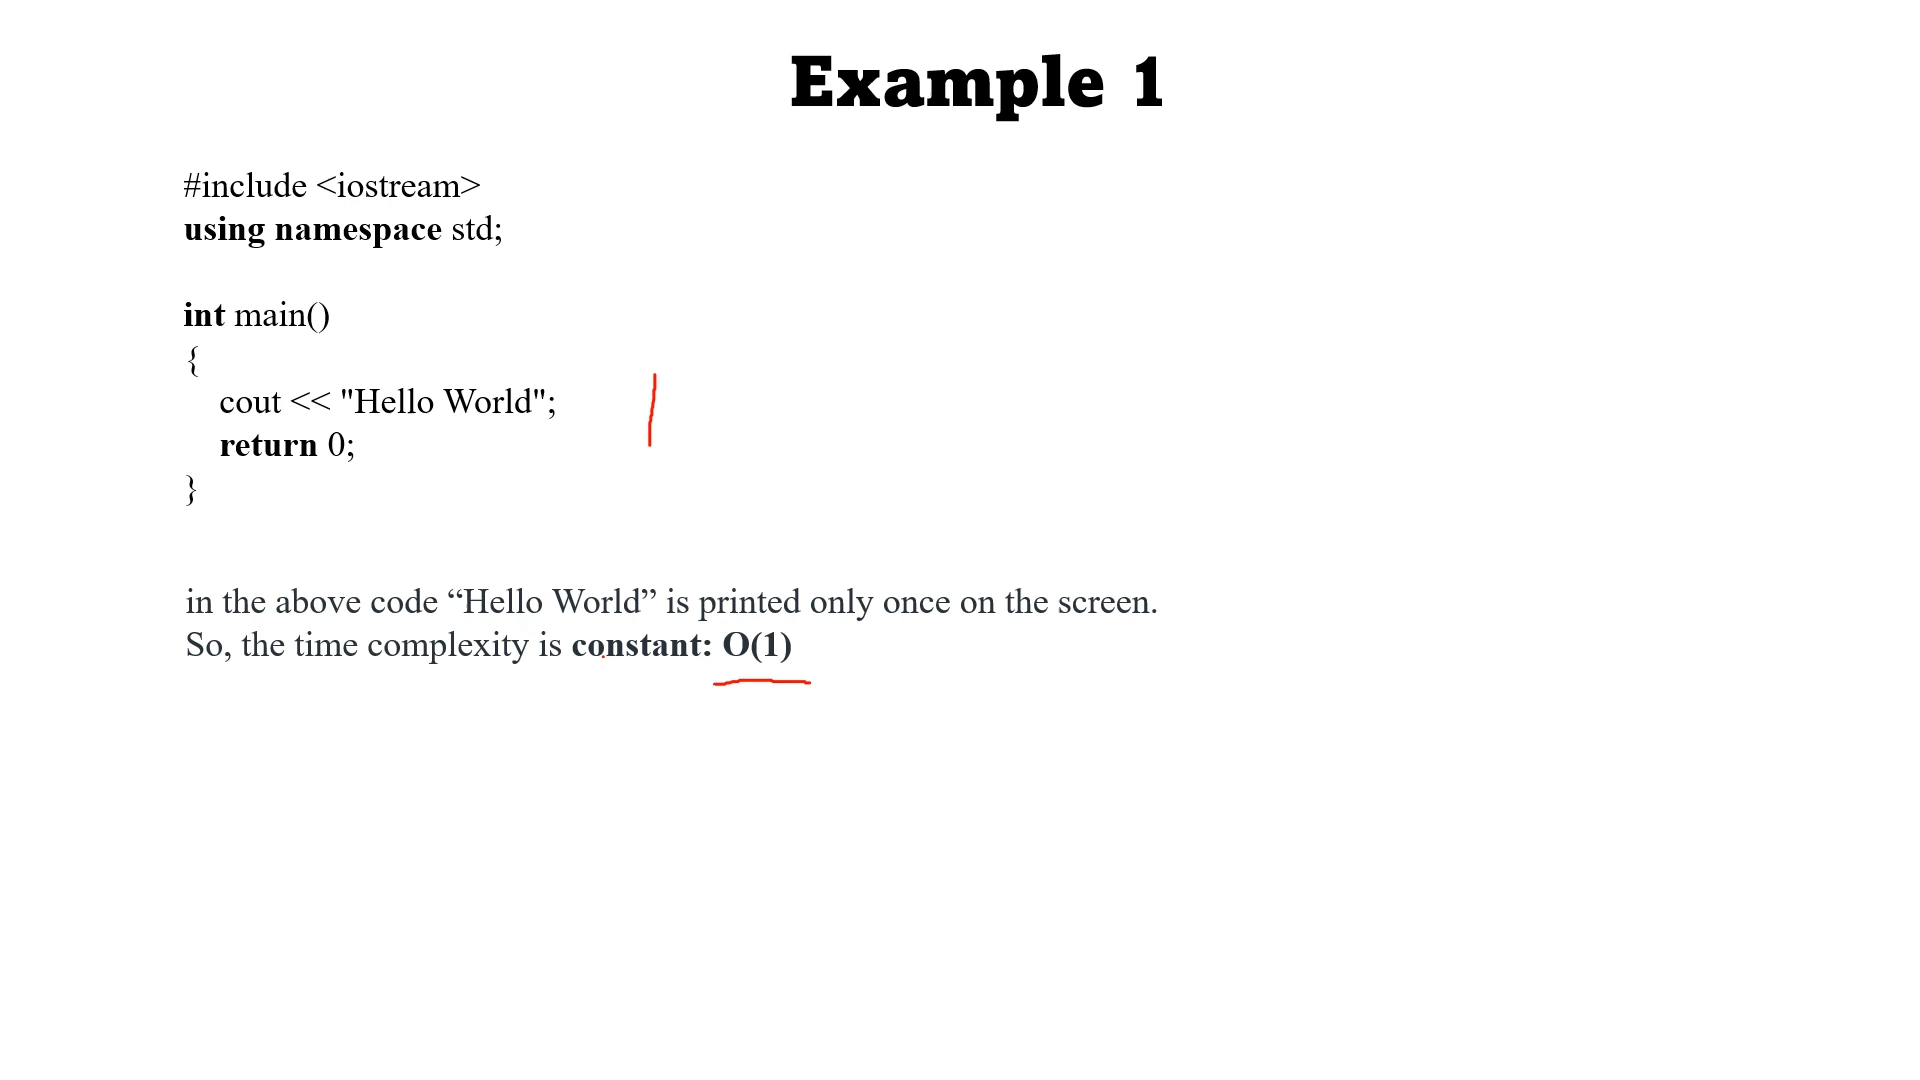 Example 1
#include <iostream>
using namespace std;
int main()
{
cout << "Hello World";
return 0;
}
in the above code “Hello World” is printed only once on the screen.
So, the time complexity is constant: O(1)